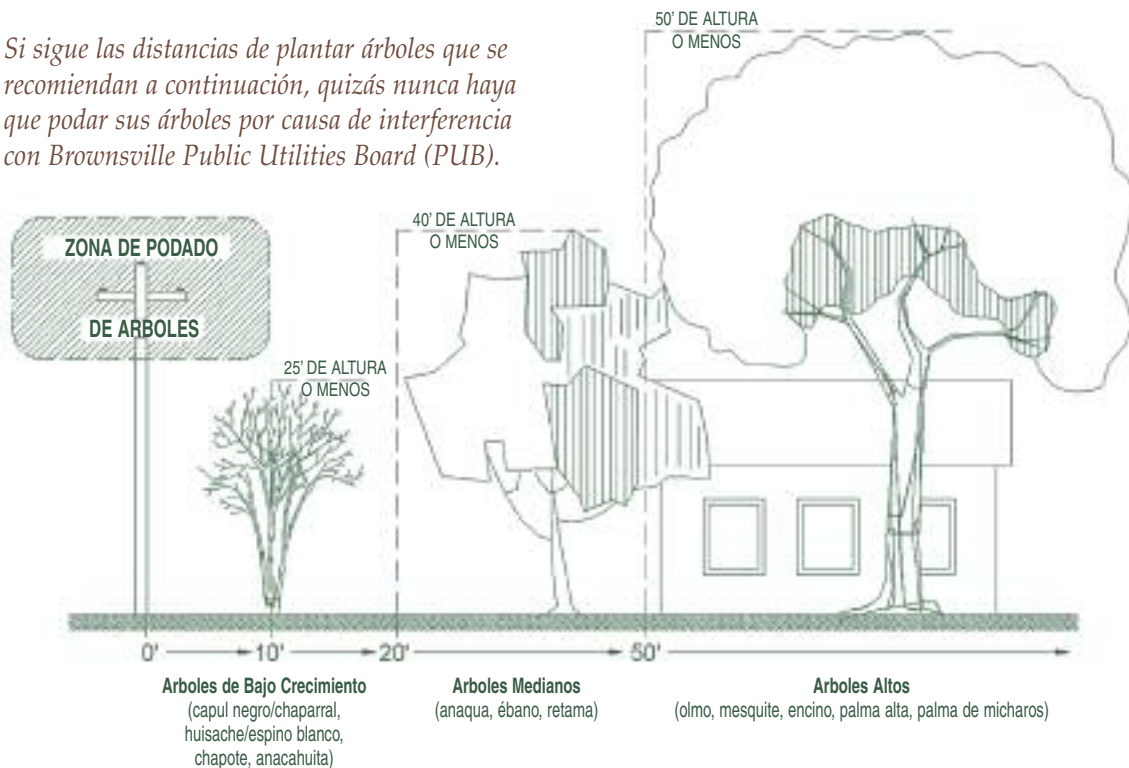 Si sigue las distancias de plantar árboles que se
recomiendan a continuación, quizás nunca haya
que podar sus árboles por causa de interferencia
con Brownsville Public Utilities Board (PUB).
50' DE ALTURA
O MENOS
40' DE ALTURA
O MENOS
ZONA DE PODADO
DE ARBOLES
25' DE ALTURA
O MENOS
0' 10' 20' 50'
Arboles de Bajo Crecimiento
(capul negro/chaparral,
huisache/espino blanco,
chapote, anacahuita)
Arboles Medianos
(anaqua, ébano, retama)
Arboles Altos
(olmo, mesquite, encino, palma alta, palma de micharos)